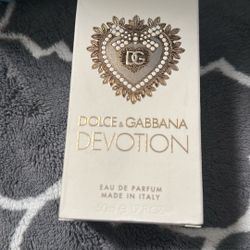 DG
DOLCE & GABBANA
DEVOTION
EAU DE PARFUM
MADE IN ITALY